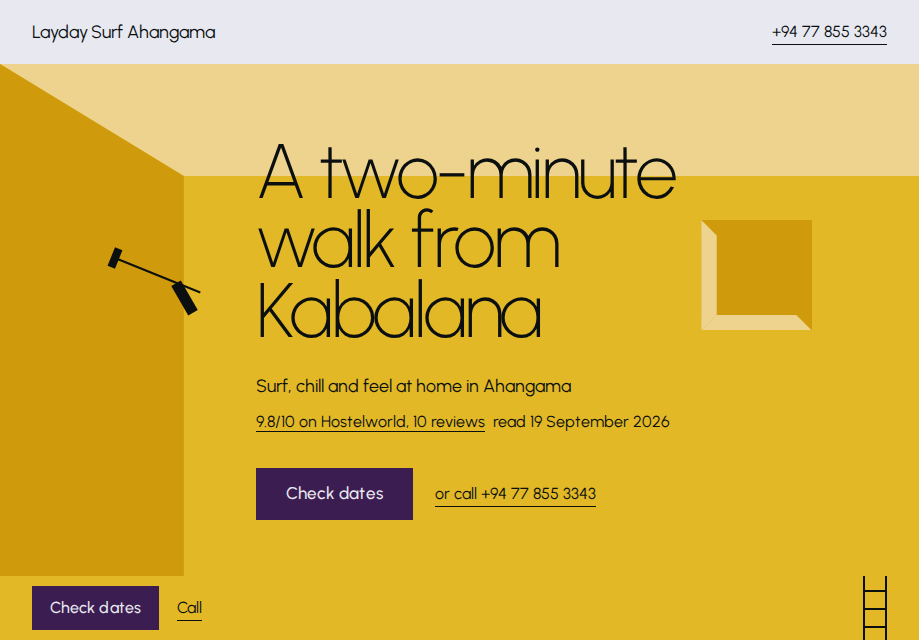 Layday Surf Ahangama
+94 77 855 3343
A two-minute
walk from
Kabalana
Surf, chill and feel at home in Ahangama
9.8/10 on Hostelworld, 10 reviews read 19 September 2026
Check dates
or call +94 77 855 3343
Check dates
Call